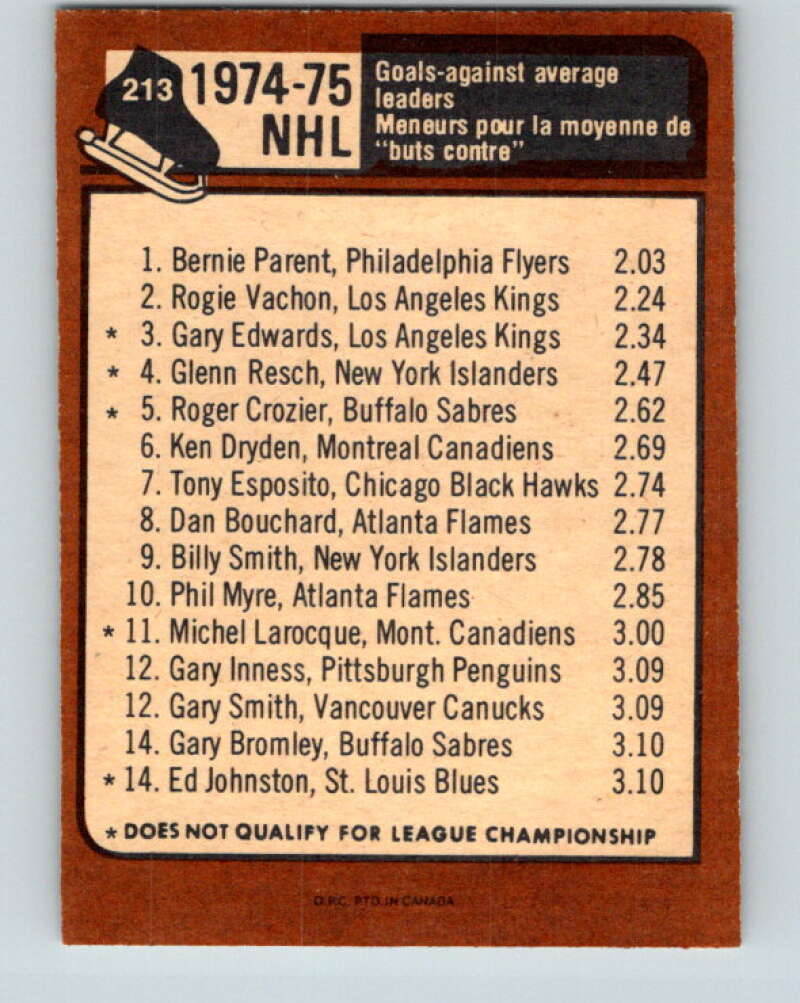 213
1974-75
NHL
Goals-against average
leaders
Meneurs pour la moyenne de
"buts contre"
1. Bernie Parent, Philadelphia Flyers 2.03
2. Rogie Vachon, Los Angeles Kings 2.24
* 3. Gary Edwards, Los Angeles Kings 2.34
* 4. Glenn Resch, New York Islanders 2.47
* 5. Roger Crozier, Buffalo Sabres 2.62
6. Ken Dryden, Montreal Canadiens 2.69
7. Tony Esposito, Chicago Black Hawks 2.74
8. Dan Bouchard, Atlanta Flames 2.77
9. Billy Smith, New York Islanders 2.78
10. Phil Myre, Atlanta Flames 2.85
* 11. Michel Larocque, Mont. Canadiens 3.00
12. Gary Inness, Pittsburgh Penguins 3.09
12. Gary Smith, Vancouver Canucks 3.09
14. Gary Bromley, Buffalo Sabres 3.10
* 14. Ed Johnston, St. Louis Blues 3.10
* DOES NOT QUALIFY FOR LEAGUE CHAMPIONSHIP
O.P.C. PTD. IN CANADA